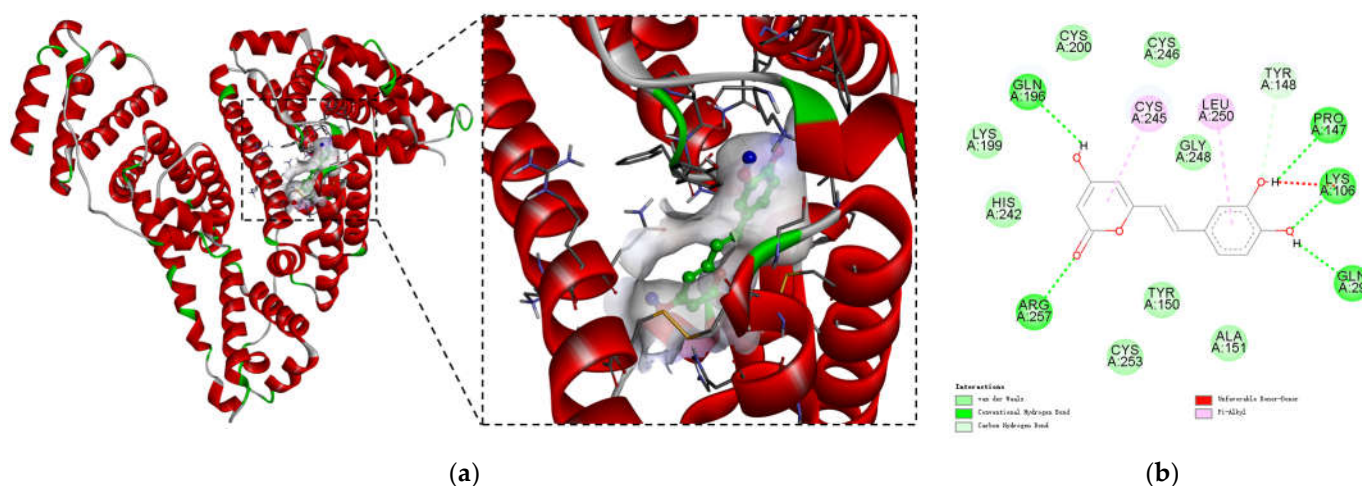 CYS
A:200
CYS
A:246
TYR
A:148
GLN
A:196
CYS
A:245
LEU
A:250
PRO
A:147
LYS
A:199
GLY
A:248
LYS
A:106
HIS
A:242
H
O
O
H
O
O
O
H
ARG
A:257
TYR
A:150
GLN
A:29
CYS
A:253
ALA
A:151
Interactions
van der Waals
Conventional Hydrogen Bond
Carbon Hydrogen Bond
Unfavorable Donor-Donor
Pi-Alkyl
(a)
(b)